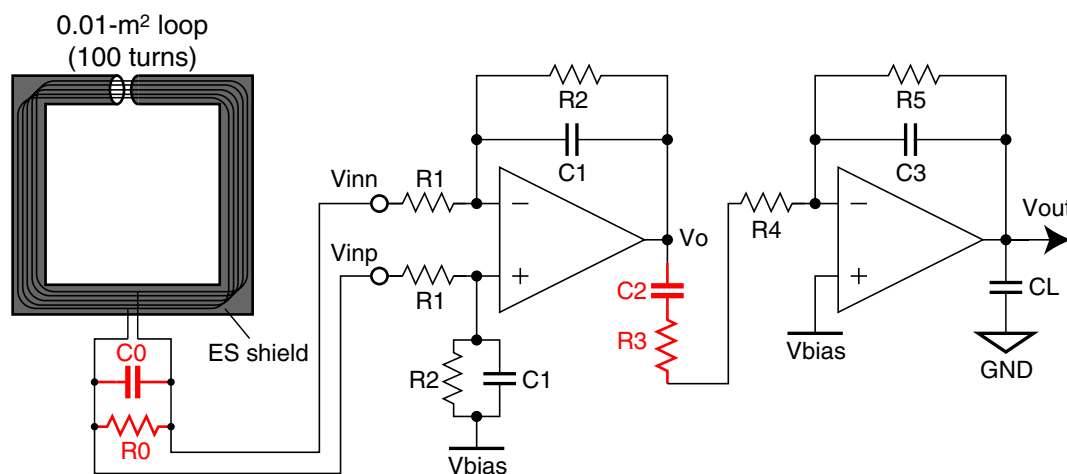 0.01-m² loop
(100 turns)
ES shield
C0
R0
Vinn
Vinp
R1
R1
R2
C1
−
+
R2
C1
Vbias
Vo
C2
R3
R4
R5
C3
−
+
Vbias
Vout
CL
GND